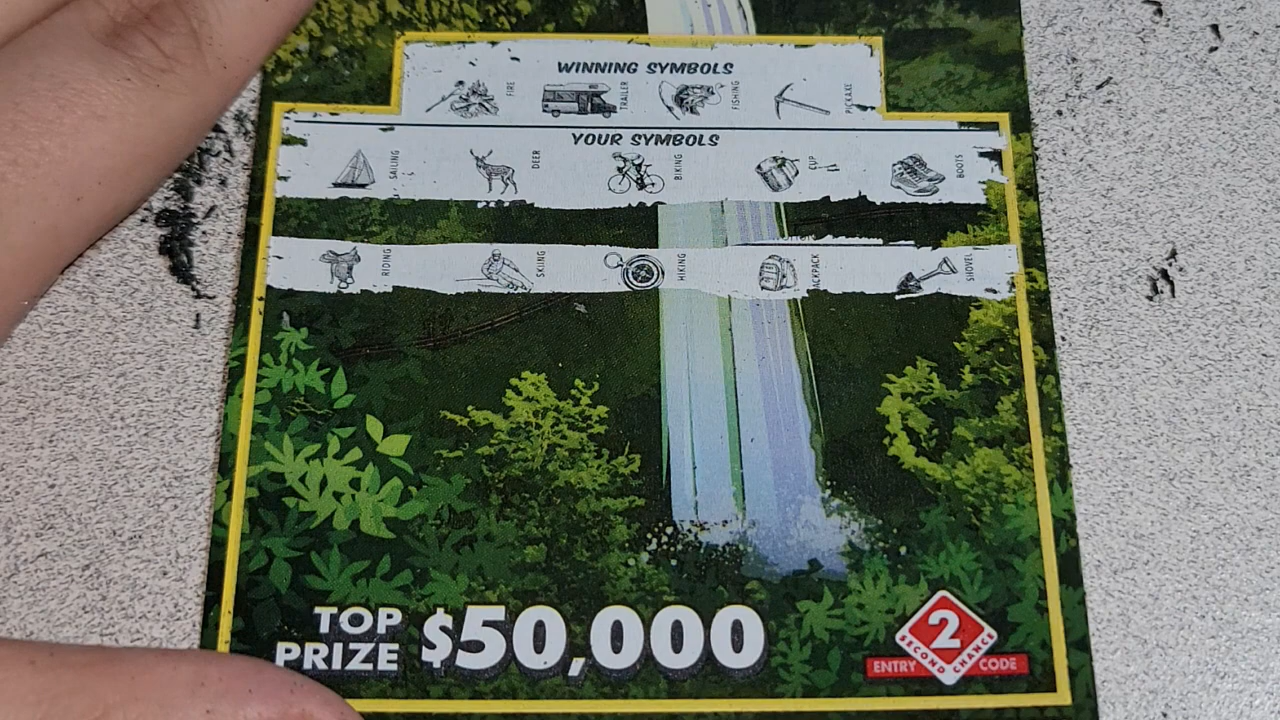 WINNING SYMBOLS
FIRE TRAILER FISHING PICKAXE
YOUR SYMBOLS
SAILING DEER BIKING CUP BOOTS
RIDING SKIING HIKING ACKPACK SHOVEL
TOP PRIZE $50,000
2
SECOND CHANCE
ENTRY CODE